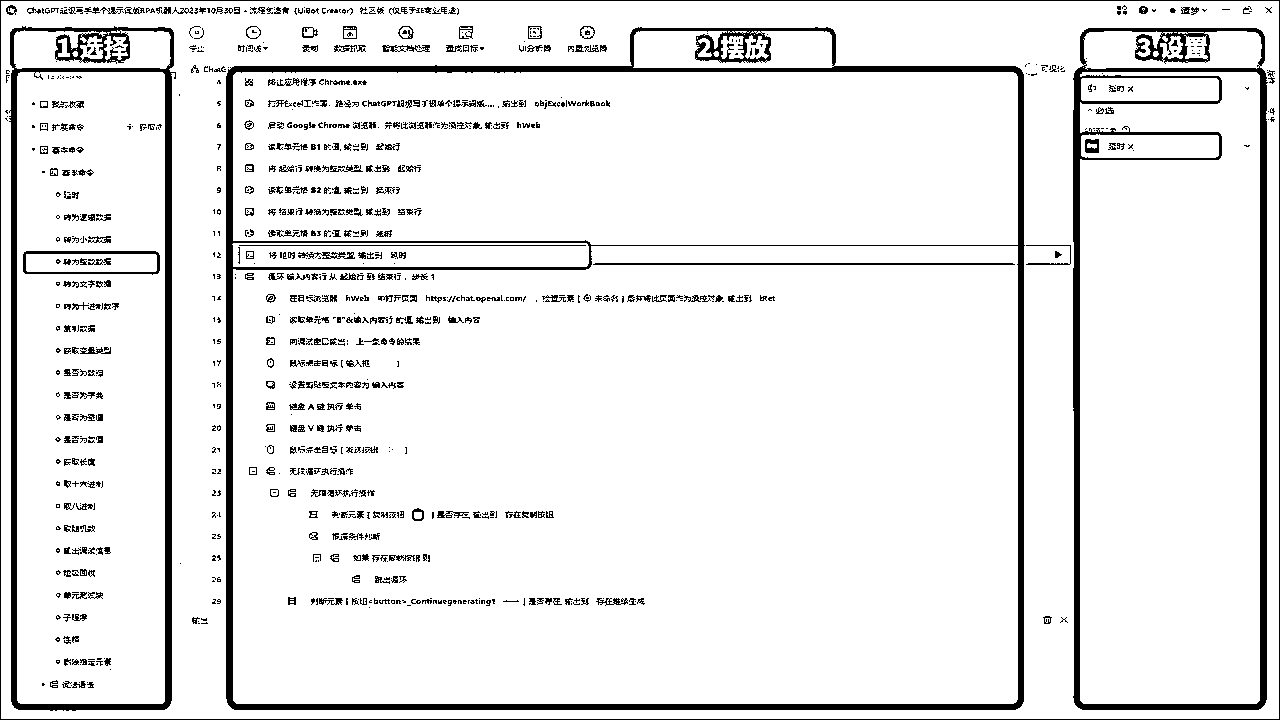 ChatGPT超级写手单个提示词版RPA机器人2023年10月30日 - 流程创造者 (UiBot Creator) 社区版 (仅用于非商业用途)
停止
时间线
录制
数据抓取
智能文档处理
查找目标
UI分析器
内置浏览器
1.选择
2.摆放
3.设置
我的收藏
扩展命令
基本命令
基本命令
延时
转为逻辑数据
转为小数数据
转为整数数据
转为文字数据
转为十进制数字
复制数据
获取变量类型
是否为数组
是否为字典
是否为空值
是否为数值
获取长度
取十六进制
取八进制
取随机数
输出调试信息
垃圾回收
单元测试块
子程序
注释
删除指定元素
词法语法
4 终止应用程序 Chrome.exe
5 打开Excel工作簿，路径为 ChatGPT超级写手极单个提示词版...，输出到 objExcelWorkBook
6 启动 Google Chrome 浏览器，并将此浏览器作为操控对象，输出到 hWeb
7 读取单元格 B1 的值，输出到 起始行
8 将 起始行 转换为整数类型，输出到 起始行
9 读取单元格 B2 的值，输出到 结束行
10 将 结束行 转换为整数类型，输出到 结束行
11 读取单元格 B3 的值，输出到 延时
12 将 延时 转换为整数类型，输出到 延时
13 循环 输入内容行 从 起始行 到 结束行，步长 1
14 在目标浏览器 hWeb 中打开页面 https://chat.openai.com/ ，检查元素 [ 未命名 ] 后并将此页面作为操控对象，输出到 bRet
15 读取单元格 "B"&输入内容行 的值，输出到 输入内容
16 向调试窗口输出： 上一条命令的结果
17 鼠标点击目标 [ 输入框 ]
18 设置剪贴板文本内容为 输入内容
19 键盘 A 键 执行 单击
20 键盘 V 键 执行 单击
21 鼠标点击目标 [ 发送按钮 ]
22 无限循环执行操作
23 无限循环执行操作
24 判断元素 [ 复制按钮 ] 是否存在，输出到 存在复制按钮
25 根据条件判断
25 如果 存在复制按钮 则
26 跳出循环
29 判断元素 [ 按钮<button>_Continuegenerating1 ] 是否存在，输出到 存在继续生成
输出
可视化
延时 ×
必选
延时 ×